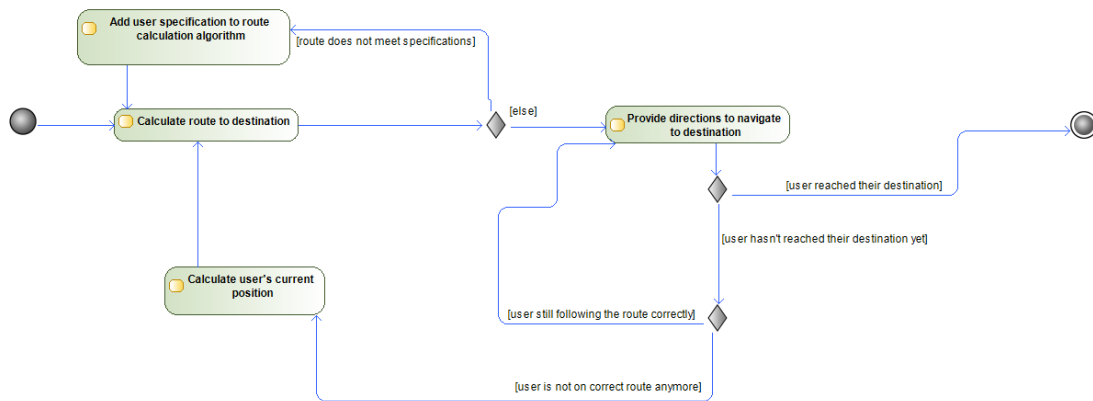 Add user specification to route
calculation algorithm
[route does not meet specifications]
[else]
Calculate route to destination
Provide directions to navigate
to destination
[user reached their destination]
[user hasn't reached their destination yet]
Calculate user's current
position
[user still following the route correctly]
[user is not on correct route anymore]